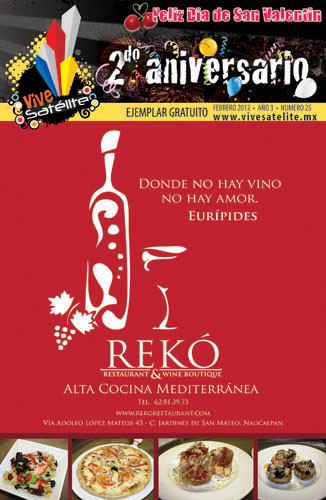 Feliz Día de San Valentín
2do aniversario
Vive
Satélite
EJEMPLAR GRATUITO
FEBRERO 2012 • AÑO 3 • NUMERO 25
www.vivesatelite.mx
DONDE NO HAY VINO
NO HAY AMOR.
EURÍPIDES
REKÓ
RESTAURANT & WINE BOUTIQUE
ALTA COCINA MEDITERRÁNEA
TEL. 62.81.39.73
WWW.REKORESTAURANT.COM
VÍA ADOLFO LÓPEZ MATEOS 43 - C, JARDINES DE SAN MATEO, NAUCALPAN